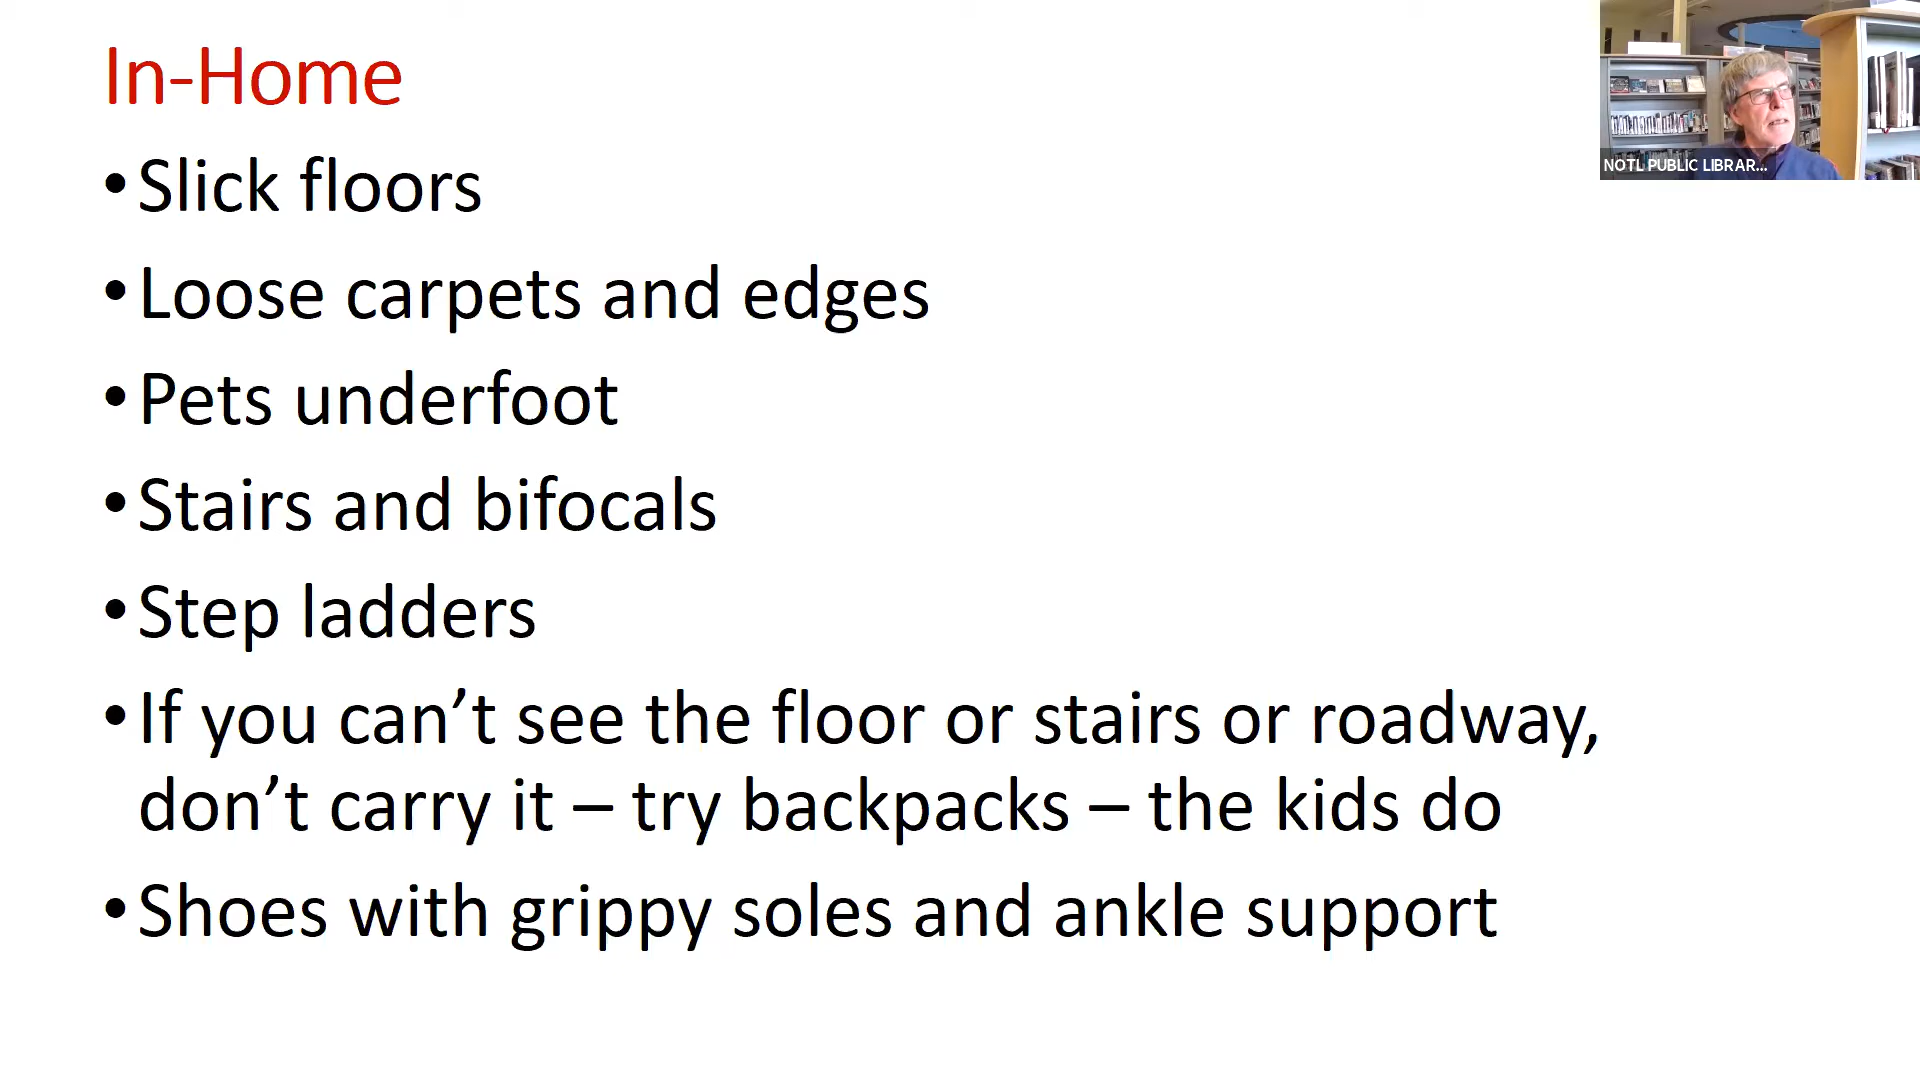 In-Home
•Slick floors
•Loose carpets and edges
•Pets underfoot
•Stairs and bifocals
•Step ladders
•If you can’t see the floor or stairs or roadway,
don’t carry it – try backpacks – the kids do
•Shoes with grippy soles and ankle support
NOTL PUBLIC LIBRAR...